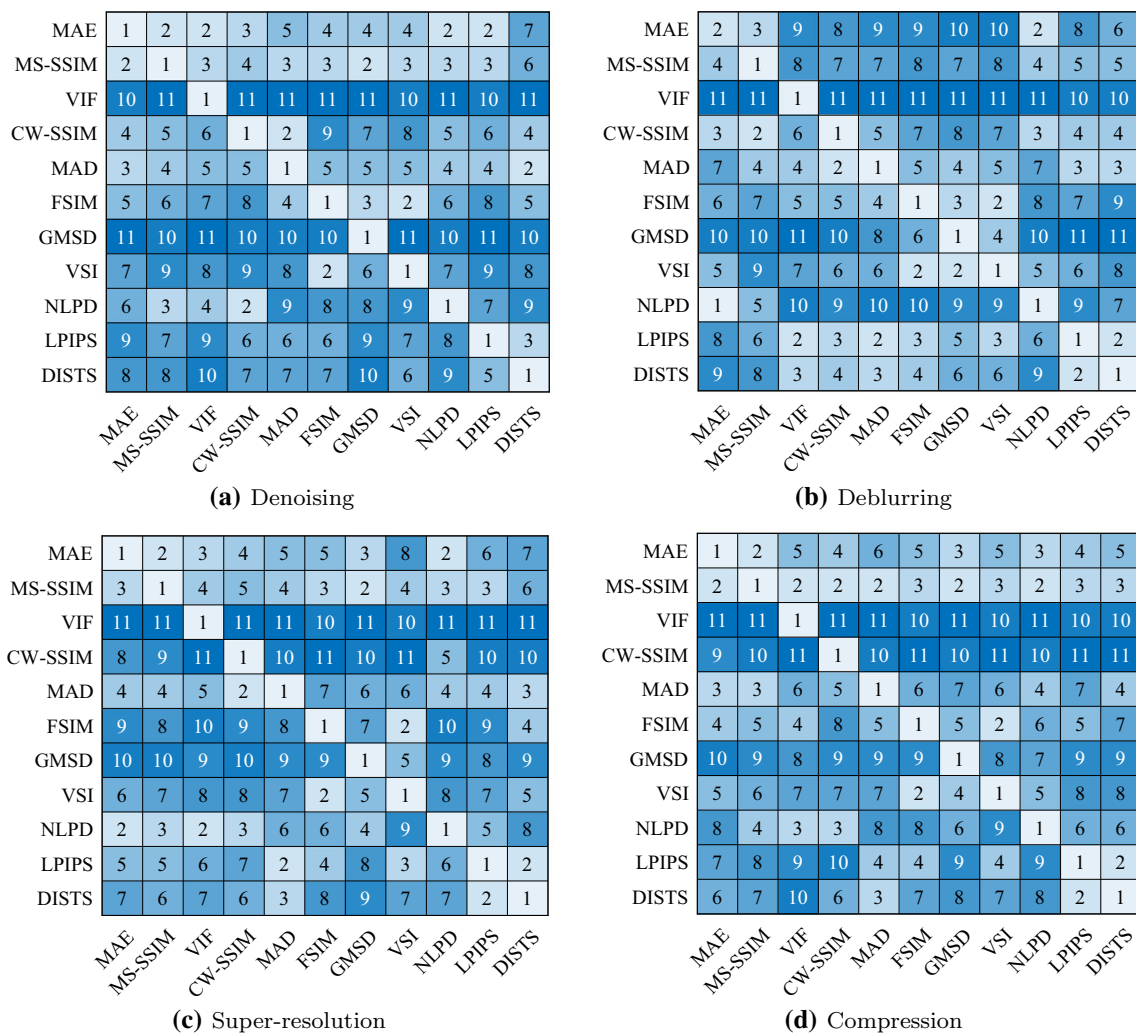 MAE 1 2 2 3 5 4 4 4 2 2 7
MS-SSIM 2 1 3 4 3 3 2 3 3 3 6
VIF 10 11 1 11 11 11 11 10 11 10 11
CW-SSIM 4 5 6 1 2 9 7 8 5 6 4
MAD 3 4 5 5 1 5 5 5 4 4 2
FSIM 5 6 7 8 4 1 3 2 6 8 5
GMSD 11 10 11 10 10 10 1 11 10 11 10
VSI 7 9 8 9 8 2 6 1 7 9 8
NLPD 6 3 4 2 9 8 8 9 1 7 9
LPIPS 9 7 9 6 6 6 9 7 8 1 3
DISTS 8 8 10 7 7 7 10 6 9 5 1
MAE MS-SSIM VIF CW-SSIM MAD FSIM GMSD VSI NLPD LPIPS DISTS
(a) Denoising
MAE 2 3 9 8 9 9 10 10 2 8 6
MS-SSIM 4 1 8 7 7 8 7 8 4 5 5
VIF 11 11 1 11 11 11 11 11 11 10 10
CW-SSIM 3 2 6 1 5 7 8 7 3 4 4
MAD 7 4 4 2 1 5 4 5 7 3 3
FSIM 6 7 5 5 4 1 3 2 8 7 9
GMSD 10 10 11 10 8 6 1 4 10 11 11
VSI 5 9 7 6 6 2 2 1 5 6 8
NLPD 1 5 10 9 10 10 9 9 1 9 7
LPIPS 8 6 2 3 2 3 5 3 6 1 2
DISTS 9 8 3 4 3 4 6 6 9 2 1
MAE MS-SSIM VIF CW-SSIM MAD FSIM GMSD VSI NLPD LPIPS DISTS
(b) Deblurring
MAE 1 2 3 4 5 5 3 8 2 6 7
MS-SSIM 3 1 4 5 4 3 2 4 3 3 6
VIF 11 11 1 11 11 10 11 10 11 11 11
CW-SSIM 8 9 11 1 10 11 10 11 5 10 10
MAD 4 4 5 2 1 7 6 6 4 4 3
FSIM 9 8 10 9 8 1 7 2 10 9 4
GMSD 10 10 9 10 9 9 1 5 9 8 9
VSI 6 7 8 8 7 2 5 1 8 7 5
NLPD 2 3 2 3 6 6 4 9 1 5 8
LPIPS 5 5 6 7 2 4 8 3 6 1 2
DISTS 7 6 7 6 3 8 9 7 7 2 1
MAE MS-SSIM VIF CW-SSIM MAD FSIM GMSD VSI NLPD LPIPS DISTS
(c) Super-resolution
MAE 1 2 5 4 6 5 3 5 3 4 5
MS-SSIM 2 1 2 2 2 3 2 3 2 3 3
VIF 11 11 1 11 11 10 11 10 11 10 10
CW-SSIM 9 10 11 1 10 11 10 11 10 11 11
MAD 3 3 6 5 1 6 7 6 4 7 4
FSIM 4 5 4 8 5 1 5 2 6 5 7
GMSD 10 9 8 9 9 9 1 8 7 9 9
VSI 5 6 7 7 7 2 4 1 5 8 8
NLPD 8 4 3 3 8 8 6 9 1 6 6
LPIPS 7 8 9 10 4 4 9 4 9 1 2
DISTS 6 7 10 6 3 7 8 7 8 2 1
MAE MS-SSIM VIF CW-SSIM MAD FSIM GMSD VSI NLPD LPIPS DISTS
(d) Compression